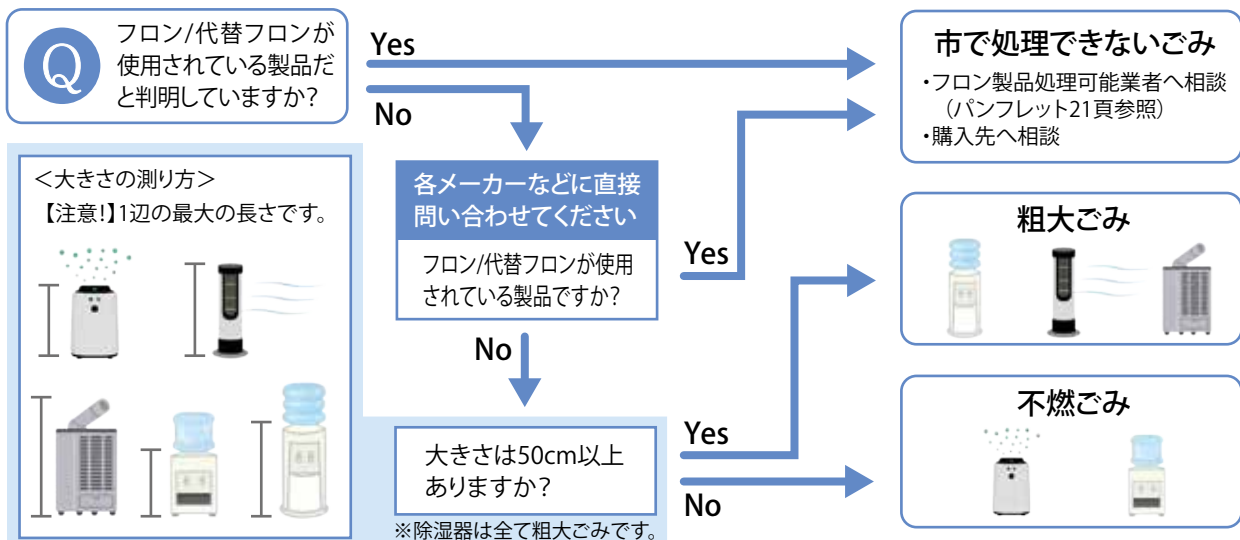 Q
フロン/代替フロンが
使用されている製品だ
と判明していますか?
Yes
No
市で処理できないごみ
・フロン製品処理可能業者へ相談
（パンフレット21頁参照）
・購入先へ相談
＜大きさの測り方＞
【注意!】1辺の最大の長さです。
各メーカーなどに直接
問い合わせてください
フロン/代替フロンが使用
されている製品ですか?
Yes
No
粗大ごみ
大きさは50cm以上
ありますか？
※除湿器は全て粗大ごみです。
Yes
No
不燃ごみ